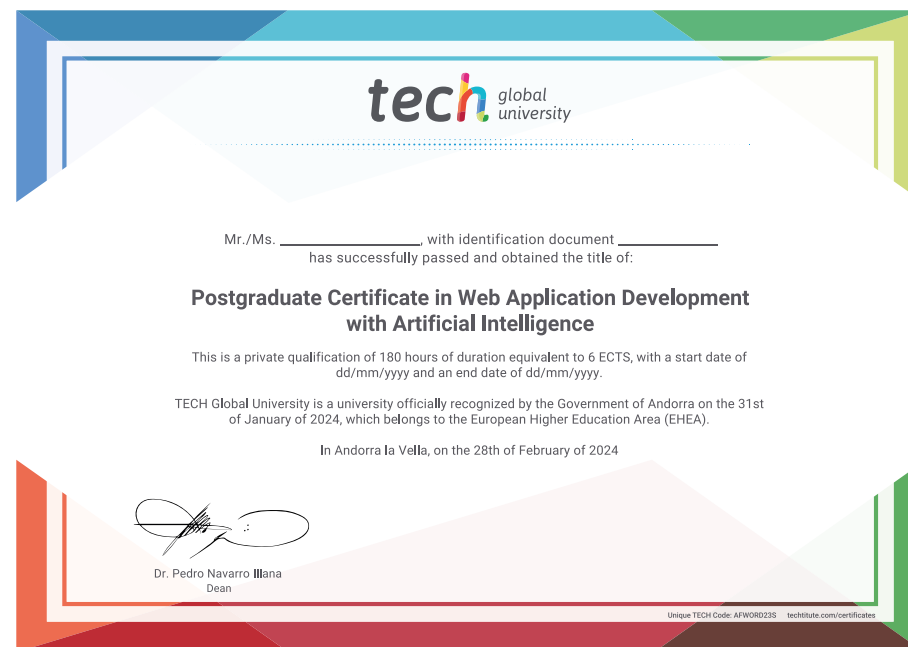 tech global
university
Mr./Ms. ____________, with identification document ____________
has successfully passed and obtained the title of:
Postgraduate Certificate in Web Application Development
with Artificial Intelligence
This is a private qualification of 180 hours of duration equivalent to 6 ECTS, with a start date of
dd/mm/yyyy and an end date of dd/mm/yyyy.
TECH Global University is a university officially recognized by the Government of Andorra on the 31st
of January of 2024, which belongs to the European Higher Education Area (EHEA).
In Andorra la Vella, on the 28th of February of 2024
Dr. Pedro Navarro Illana
Dean
Unique TECH Code: AFWORD23S techtitute.com/certificates